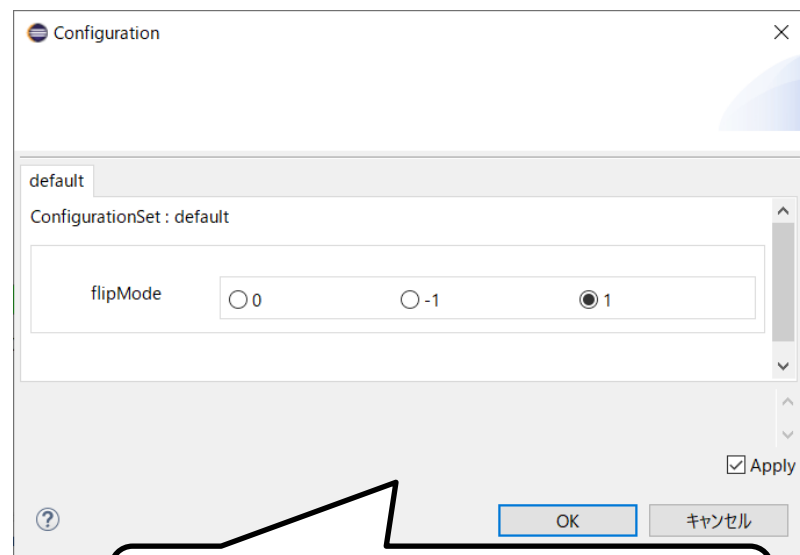 Configuration
default
ConfigurationSet : default
flipMode 0 -1 1
Apply
OK キャンセル